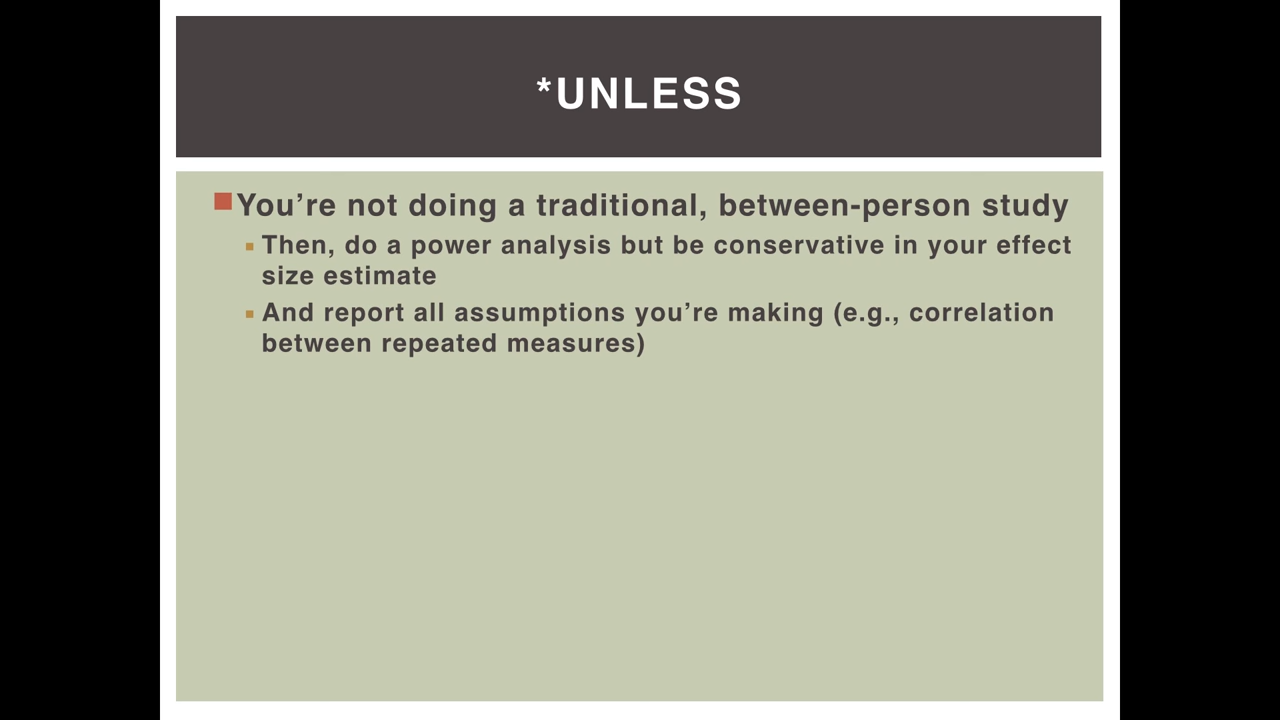 *UNLESS
You’re not doing a traditional, between-person study
Then, do a power analysis but be conservative in your effect
size estimate
And report all assumptions you’re making (e.g., correlation
between repeated measures)